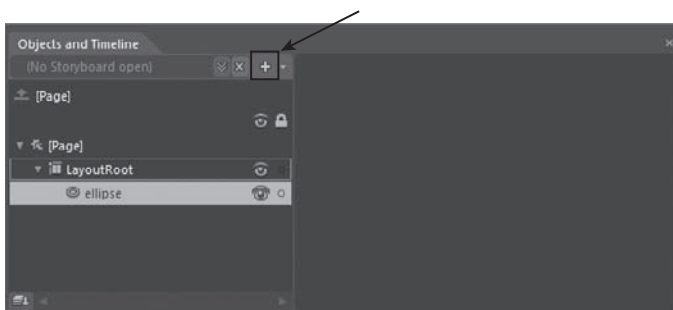 Objects and Timeline
(No Storyboard open)
[Page]
[Page]
LayoutRoot
ellipse